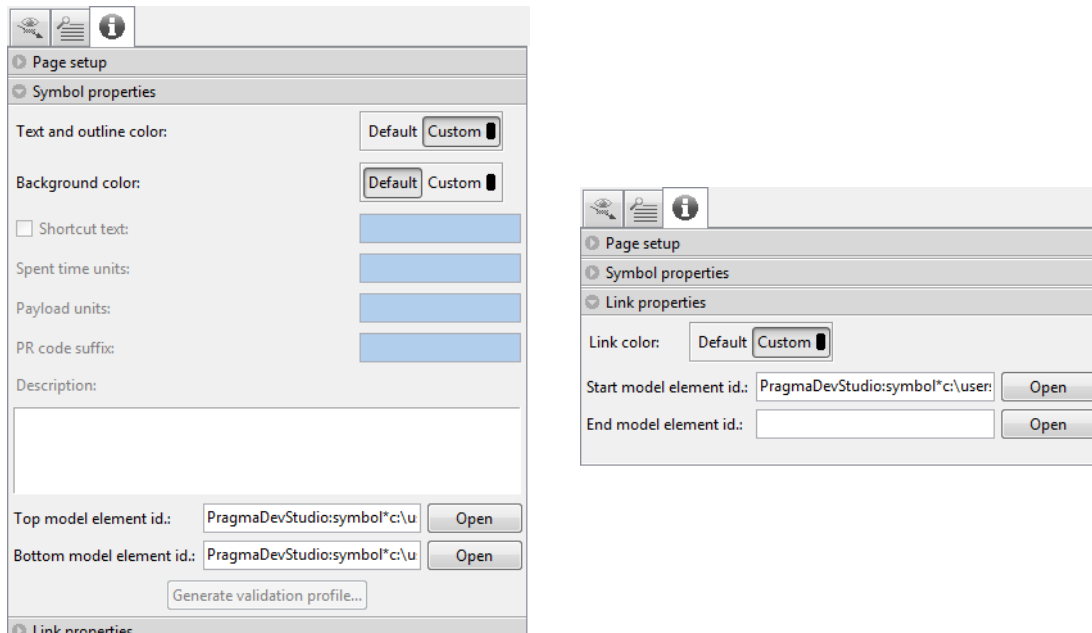 Page setup
Symbol properties
Text and outline color: Default Custom
Background color: Default Custom
Shortcut text:
Spent time units:
Payload units:
PR code suffix:
Description:
Top model element id.: PragmaDevStudio:symbol*c:\u Open
Bottom model element id.: PragmaDevStudio:symbol*c:\u Open
Generate validation profile...
Link properties
Page setup
Symbol properties
Link properties
Link color: Default Custom
Start model element id.: PragmaDevStudio:symbol*c:\users Open
End model element id.: Open